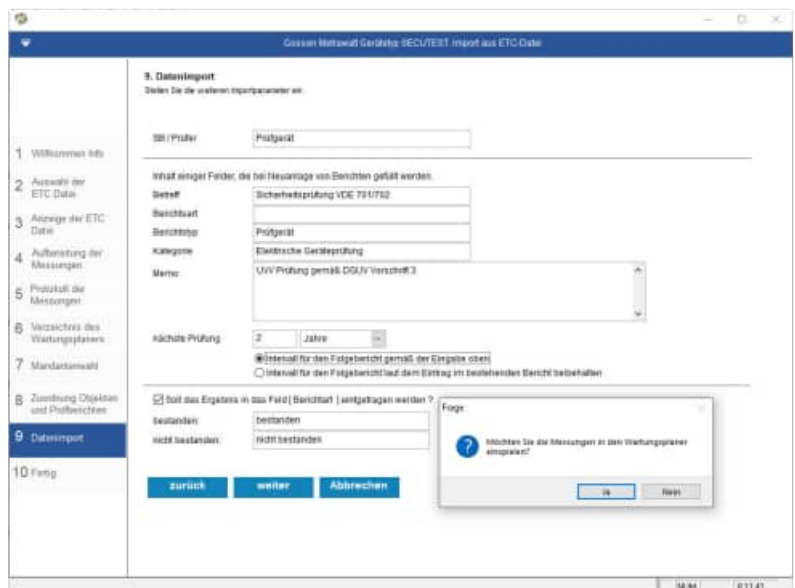 Gossen Metrawatt Gerätetyp SECUTEST Import aus ETC-Datei
9. Datenimport
Stellen Sie die weiteren Importparameter ein
SB / Prüfer
Prüfgerät
Inhalt einiger Felder, die bei Neuanlage von Berichten gefüllt werden.
Betreff
Sicherheitsprüfung VDE 701/702
Berichtsart
Berichtstyp
Prüfgerät
Kategorie
Elektrische Geräteprüfung
Memo
UVV Prüfung gemäß DGUV Vorschrift 3
nächste Prüfung
2
Jahre
Intervall für den Folgebericht gemäß der Eingabe oben
Intervall für den Folgebericht laut dem Eintrag im bestehenden Bericht beibehalten
Soll das Ergebnis in das Feld [ Berichtart ] eingetragen werden ?
bestanden:
bestanden
nicht bestanden:
nicht bestanden
zurück
weiter
Abbrechen
1 Willkommen Info
2 Auswahl der
ETC Datei
3 Anzeige der ETC
Datei
4 Aufbereitung der
Messungen
5 Protokoll der
Messungen
6 Verzeichnis des
Wartungsplaners
7 Mandantenwahl
8 Zuordnung Objekten
und Prüfberichten
9 Datenimport
10 Fertig
Frage
Möchten Sie die Messungen in den Wartungsplaner
einspielen?
Ja
Nein
NUM